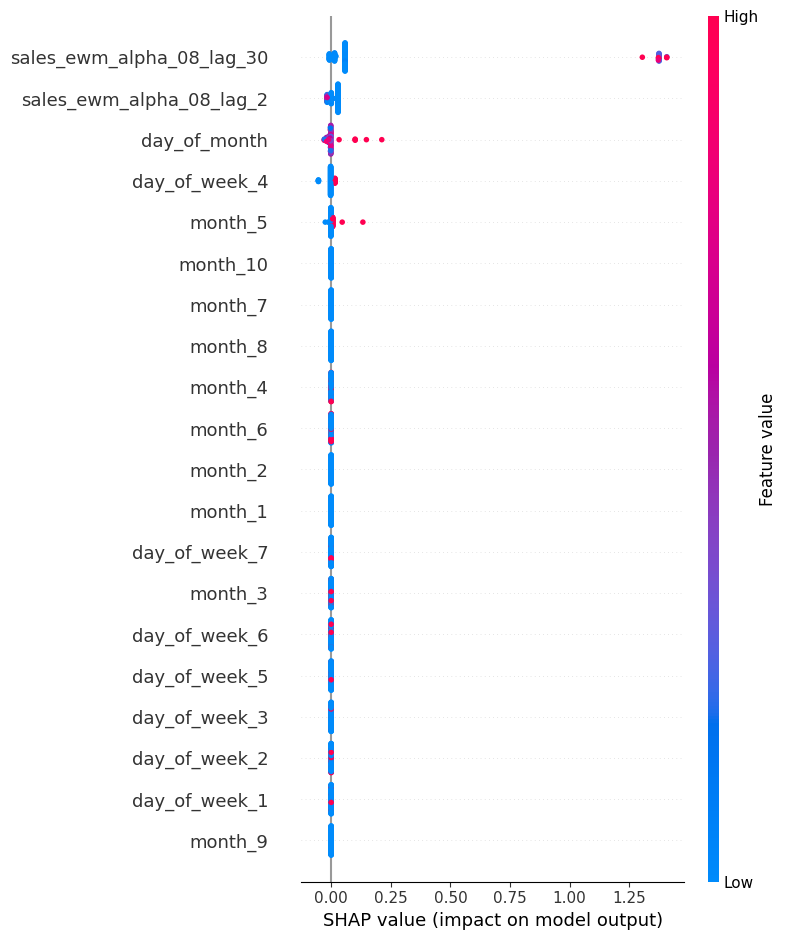 High
sales_ewm_alpha_08_lag_30
sales_ewm_alpha_08_lag_2
day_of_month
day_of_week_4
month_5
month_10
month_7
month_8
month_4
month_6
month_2
month_1
day_of_week_7
month_3
day_of_week_6
day_of_week_5
day_of_week_3
day_of_week_2
day_of_week_1
month_9
Feature value
Low
0.00 0.25 0.50 0.75 1.00 1.25
SHAP value (impact on model output)